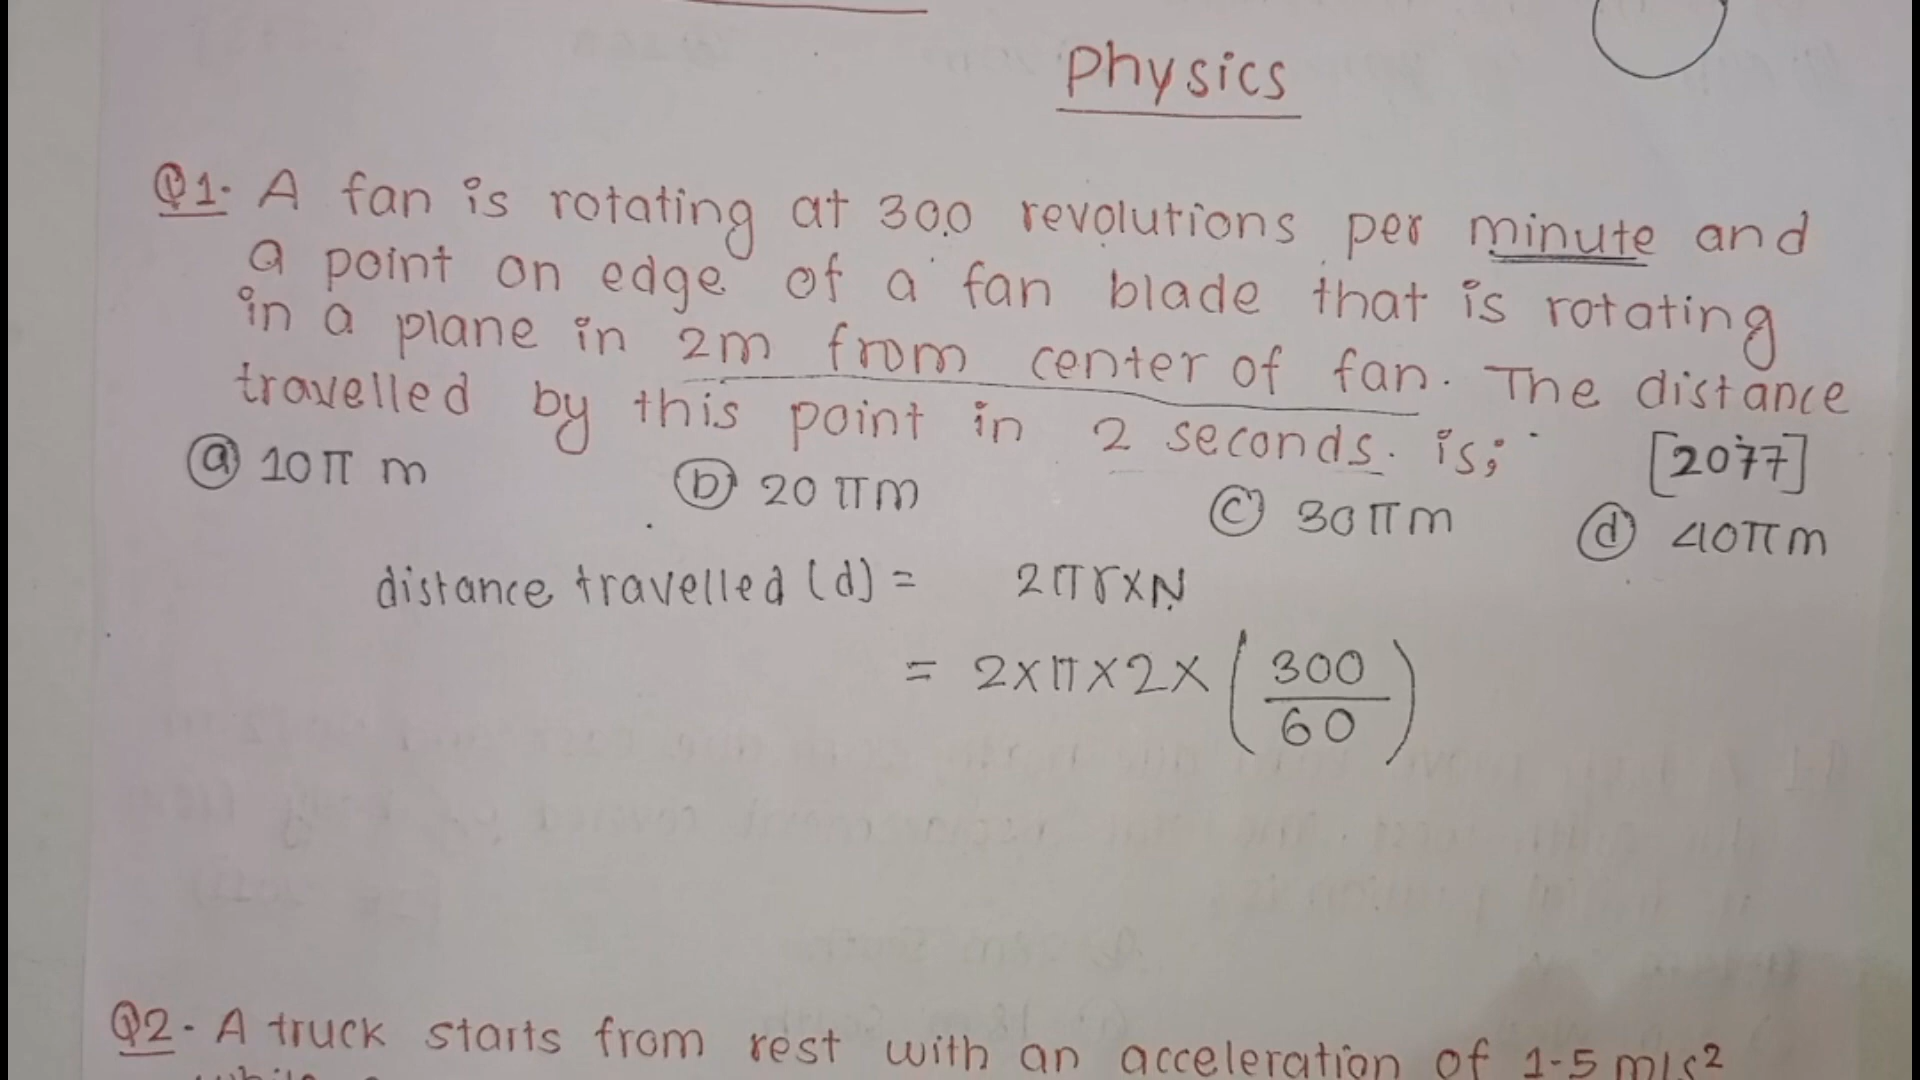 Physics
Q1. A fan is rotating at 300 revolutions per minute and
a point on edge of a fan blade that is rotating
in a plane in 2m from center of fan. The distance
travelled by this point in 2 seconds. is; [2077]
ⓐ 10π m ⓑ 20πm ⓒ 30πm ⓓ 40πm
distance travelled (d) = 2πr×N
= 2×π×2×(300/60)
Q2. A truck starts from rest with an acceleration of 1.5 m/s²